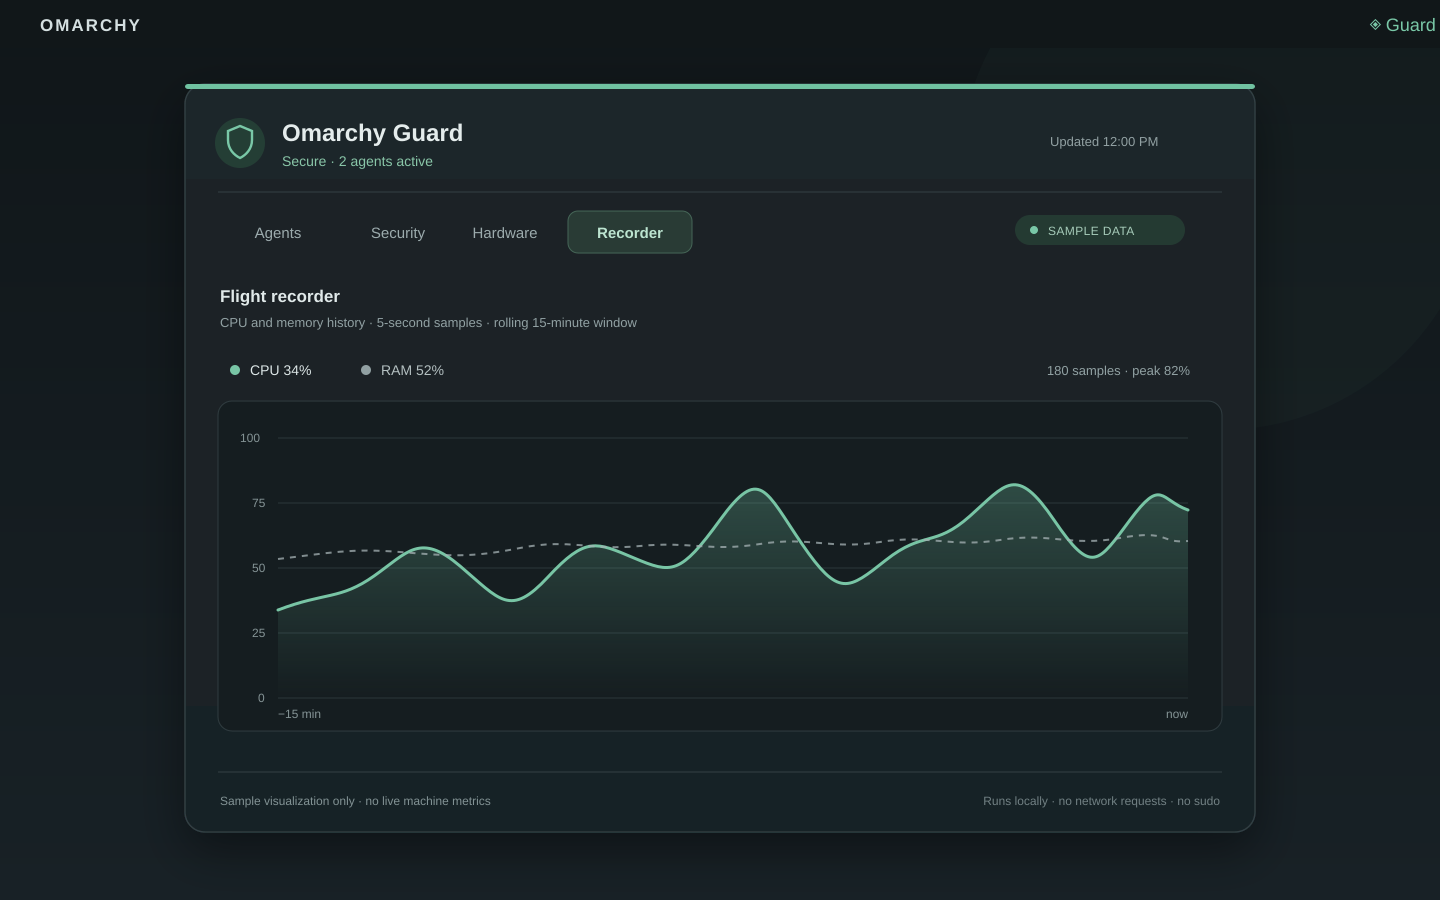 OMARCHY
◈ Guard
Omarchy Guard
Secure · 2 agents active
Updated 12:00 PM
Agents
Security
Hardware
Recorder
SAMPLE DATA
Flight recorder
CPU and memory history · 5-second samples · rolling 15-minute window
CPU 34%
RAM 52%
180 samples · peak 82%
100
75
50
25
0
−15 min
now
Sample visualization only · no live machine metrics
Runs locally · no network requests · no sudo